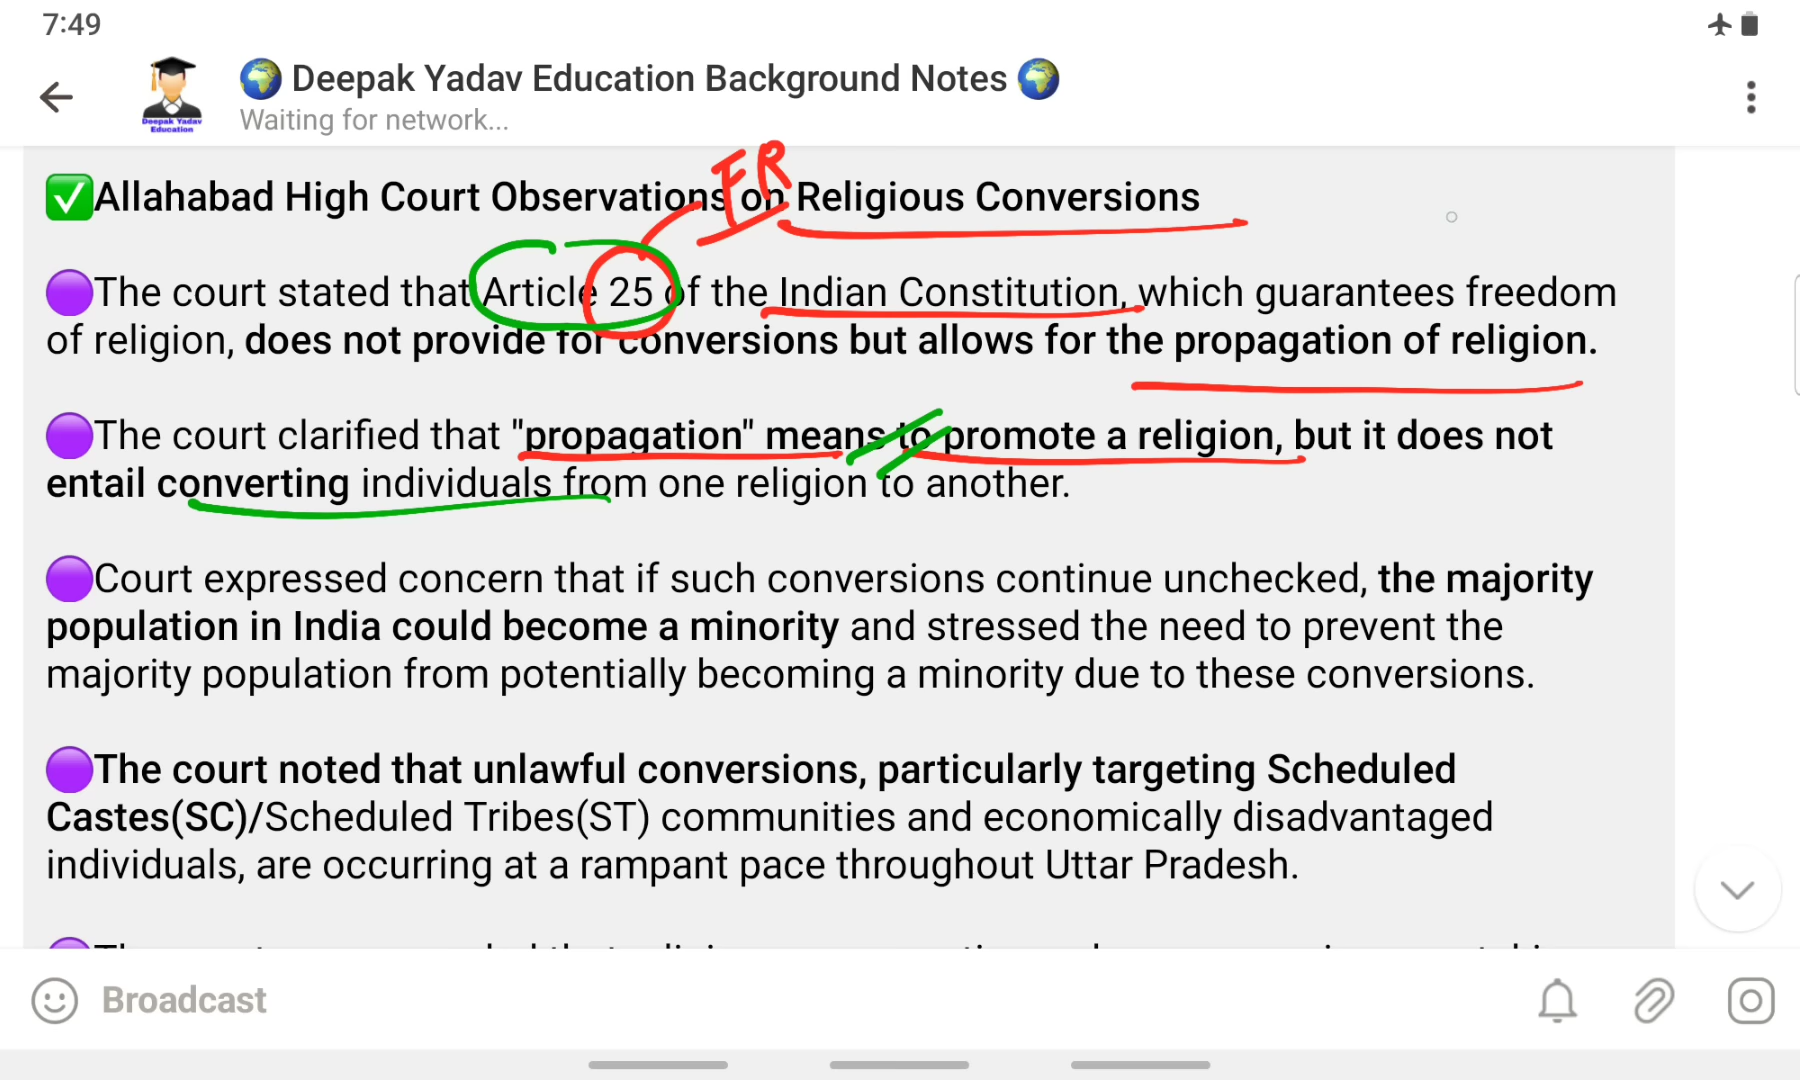 7:49
Deepak Yadav Education Background Notes
Waiting for network...
Deepak Yadav
Education
FR
Allahabad High Court Observations on Religious Conversions
The court stated that Article 25 of the Indian Constitution, which guarantees freedom
of religion, does not provide for conversions but allows for the propagation of religion.
The court clarified that "propagation" means to promote a religion, but it does not
entail converting individuals from one religion to another.
Court expressed concern that if such conversions continue unchecked, the majority
population in India could become a minority and stressed the need to prevent the
majority population from potentially becoming a minority due to these conversions.
The court noted that unlawful conversions, particularly targeting Scheduled
Castes(SC)/Scheduled Tribes(ST) communities and economically disadvantaged
individuals, are occurring at a rampant pace throughout Uttar Pradesh.
Broadcast